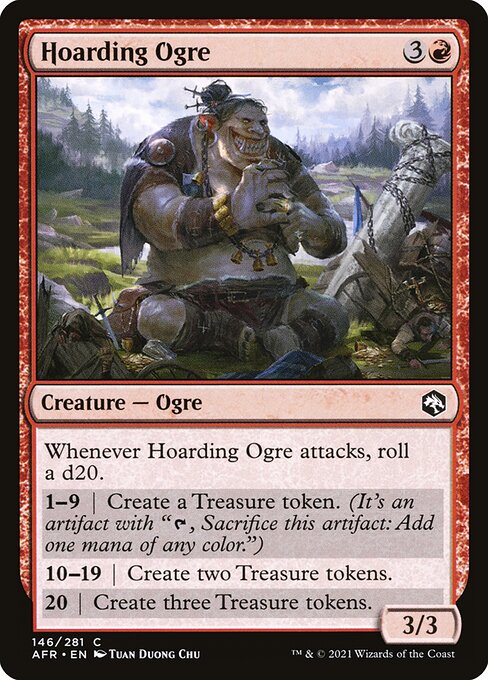 Hoarding Ogre 3
Creature — Ogre
Whenever Hoarding Ogre attacks, roll
a d20.
1–9 | Create a Treasure token. (It's an
artifact with “, Sacrifice this artifact: Add
one mana of any color.”)
10–19 | Create two Treasure tokens.
20 | Create three Treasure tokens.
3/3
146/281 C
AFR • EN Tuan Duong Chu
™ & © 2021 Wizards of the Coast